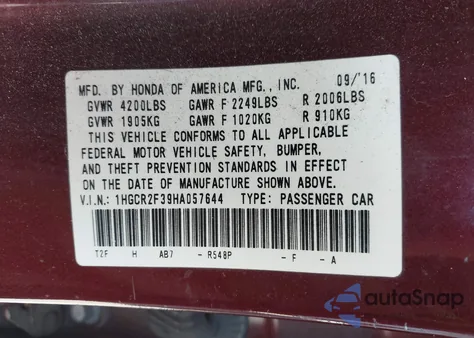 MFD. BY HONDA OF AMERICA MFG., INC. 09/'16
GVWR 4200LBS GAWR F 2249LBS R 2006LBS
GVWR 1905KG GAWR F 1020KG R 910KG
THIS VEHICLE CONFORMS TO ALL APPLICABLE
FEDERAL MOTOR VEHICLE SAFETY, BUMPER,
AND THEFT PREVENTION STANDARDS IN EFFECT
ON THE DATE OF MANUFACTURE SHOWN ABOVE.
V.I.N.: 1HGCR2F39HA057644 TYPE: PASSENGER CAR
T2F H AB7 - R548P - F - A
autoSnap